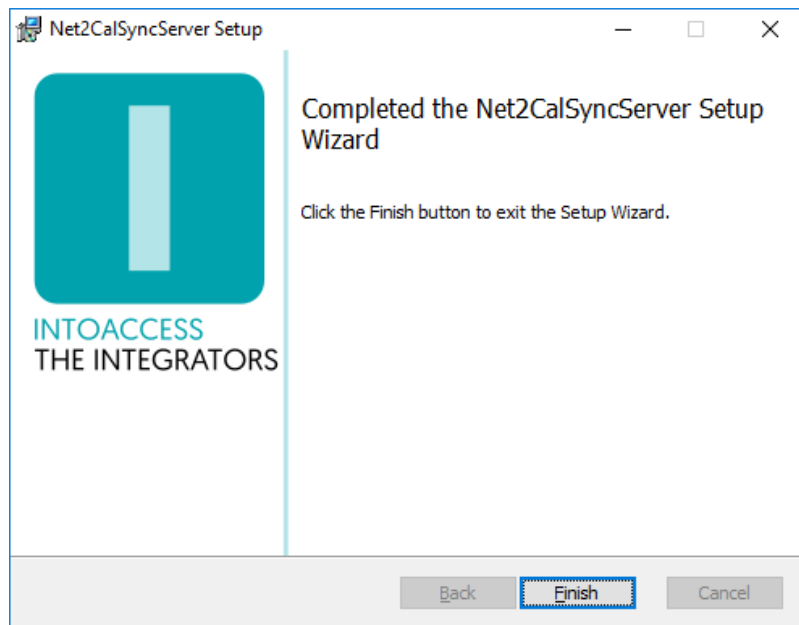 Net2CalSyncServer Setup
Completed the Net2CalSyncServer Setup
Wizard
Click the Finish button to exit the Setup Wizard.
INTOACCESS
THE INTEGRATORS
Back
Finish
Cancel